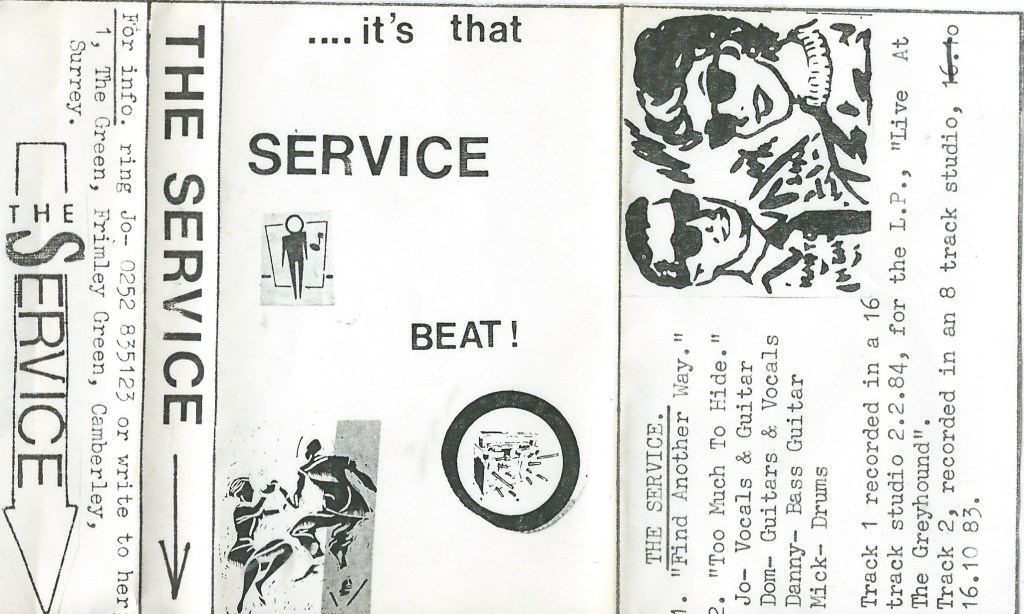 For info. ring Jo- 0252 835123 or write to her
1, The Green, Frimley Green, Camberley,
Surrey.
THE
SERVICE
THE SERVICE
....it's that
SERVICE
BEAT!
THE SERVICE.
1. "Find Another Way."
2. "Too Much To Hide."
Jo- Vocals & Guitar
Dom- Guitars & Vocals
Danny- Bass Guitar
Mick- Drums
Track 1 recorded in a 16
track studio 2.2.84, for the L.P., "Live At
The Greyhound".
Track 2, recorded in an 8 track studio, 16.10
16.10 83.